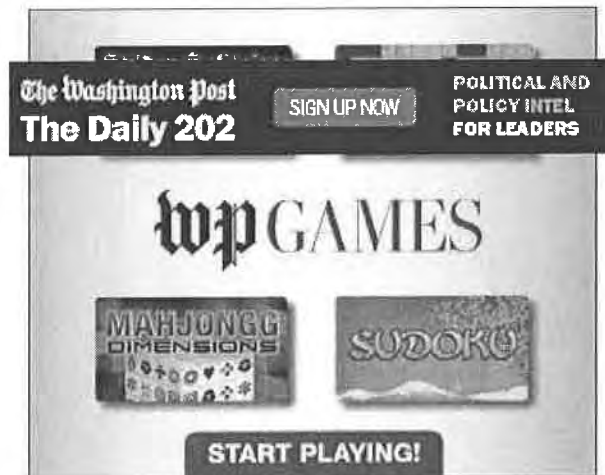 The Washington Post
The Daily 202
SIGN UP NOW
POLITICAL AND
POLICY INTEL
FOR LEADERS
wp GAMES
MAHJONGG
DIMENSIONS
SUDOKU
START PLAYING!